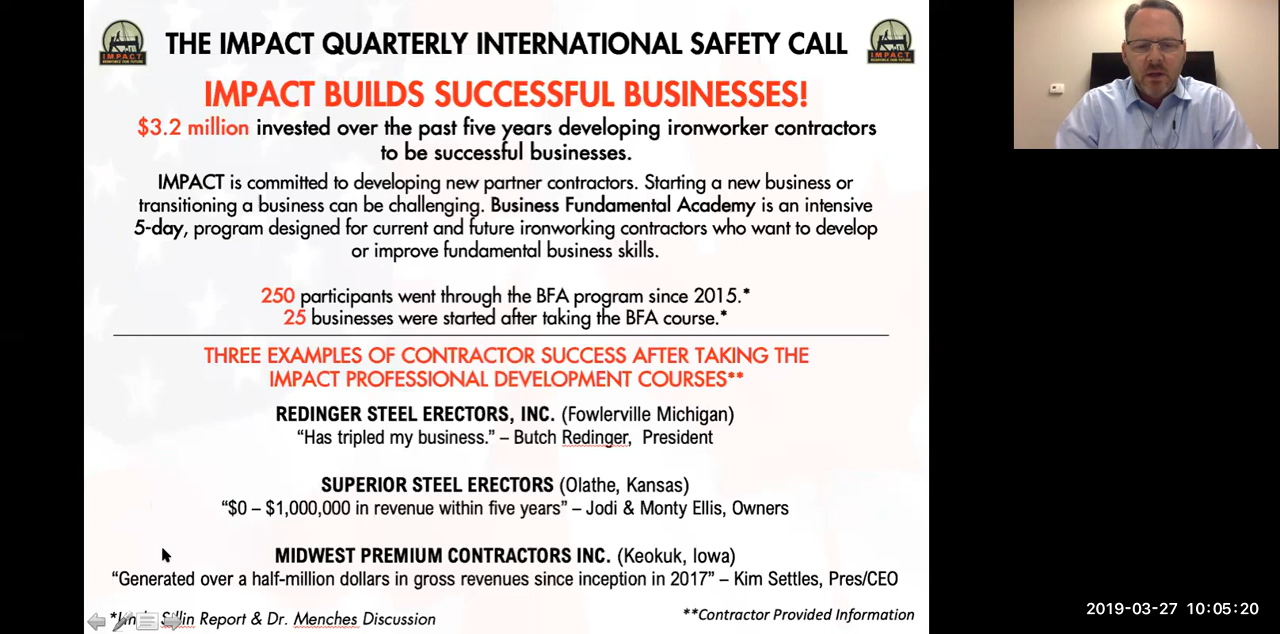 THE IMPACT QUARTERLY INTERNATIONAL SAFETY CALL
IMPACT
IMPACT
IMPACT BUILDS SUCCESSFUL BUSINESSES!
$3.2 million invested over the past five years developing ironworker contractors
to be successful businesses.
IMPACT is committed to developing new partner contractors. Starting a new business or
transitioning a business can be challenging. Business Fundamental Academy is an intensive
5-day, program designed for current and future ironworking contractors who want to develop
or improve fundamental business skills.
250 participants went through the BFA program since 2015.*
25 businesses were started after taking the BFA course.*
THREE EXAMPLES OF CONTRACTOR SUCCESS AFTER TAKING THE
IMPACT PROFESSIONAL DEVELOPMENT COURSES**
REDINGER STEEL ERECTORS, INC. (Fowlerville Michigan)
“Has tripled my business.” – Butch Redinger, President
SUPERIOR STEEL ERECTORS (Olathe, Kansas)
“$0 – $1,000,000 in revenue within five years” – Jodi & Monty Ellis, Owners
MIDWEST PREMIUM CONTRACTORS INC. (Keokuk, Iowa)
“Generated over a half-million dollars in gross revenues since inception in 2017” – Kim Settles, Pres/CEO
Sillin Report & Dr. Menches Discussion
**Contractor Provided Information
2019-03-27 10:05:20